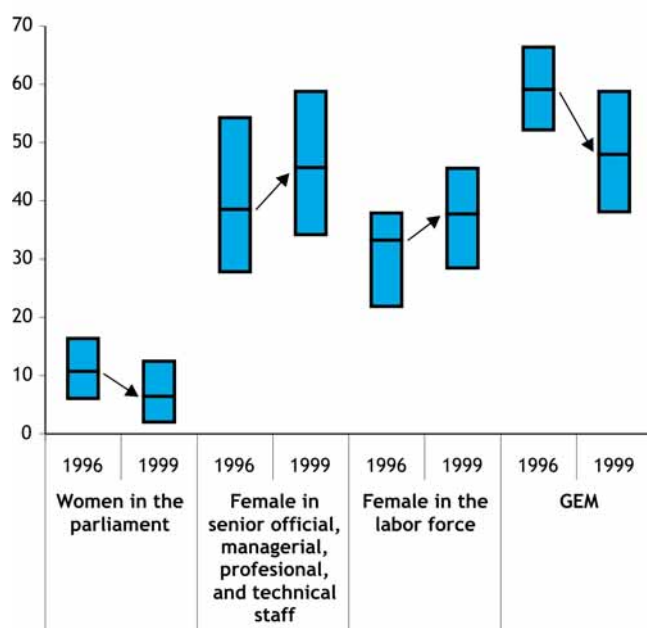 70
60
50
40
30
20
10
0
1996 1999 1996 1999 1996 1999 1996 1999
Women in the
parliament
Female in
senior official,
managerial,
profesional,
and technical
staff
Female in the
labor force
GEM